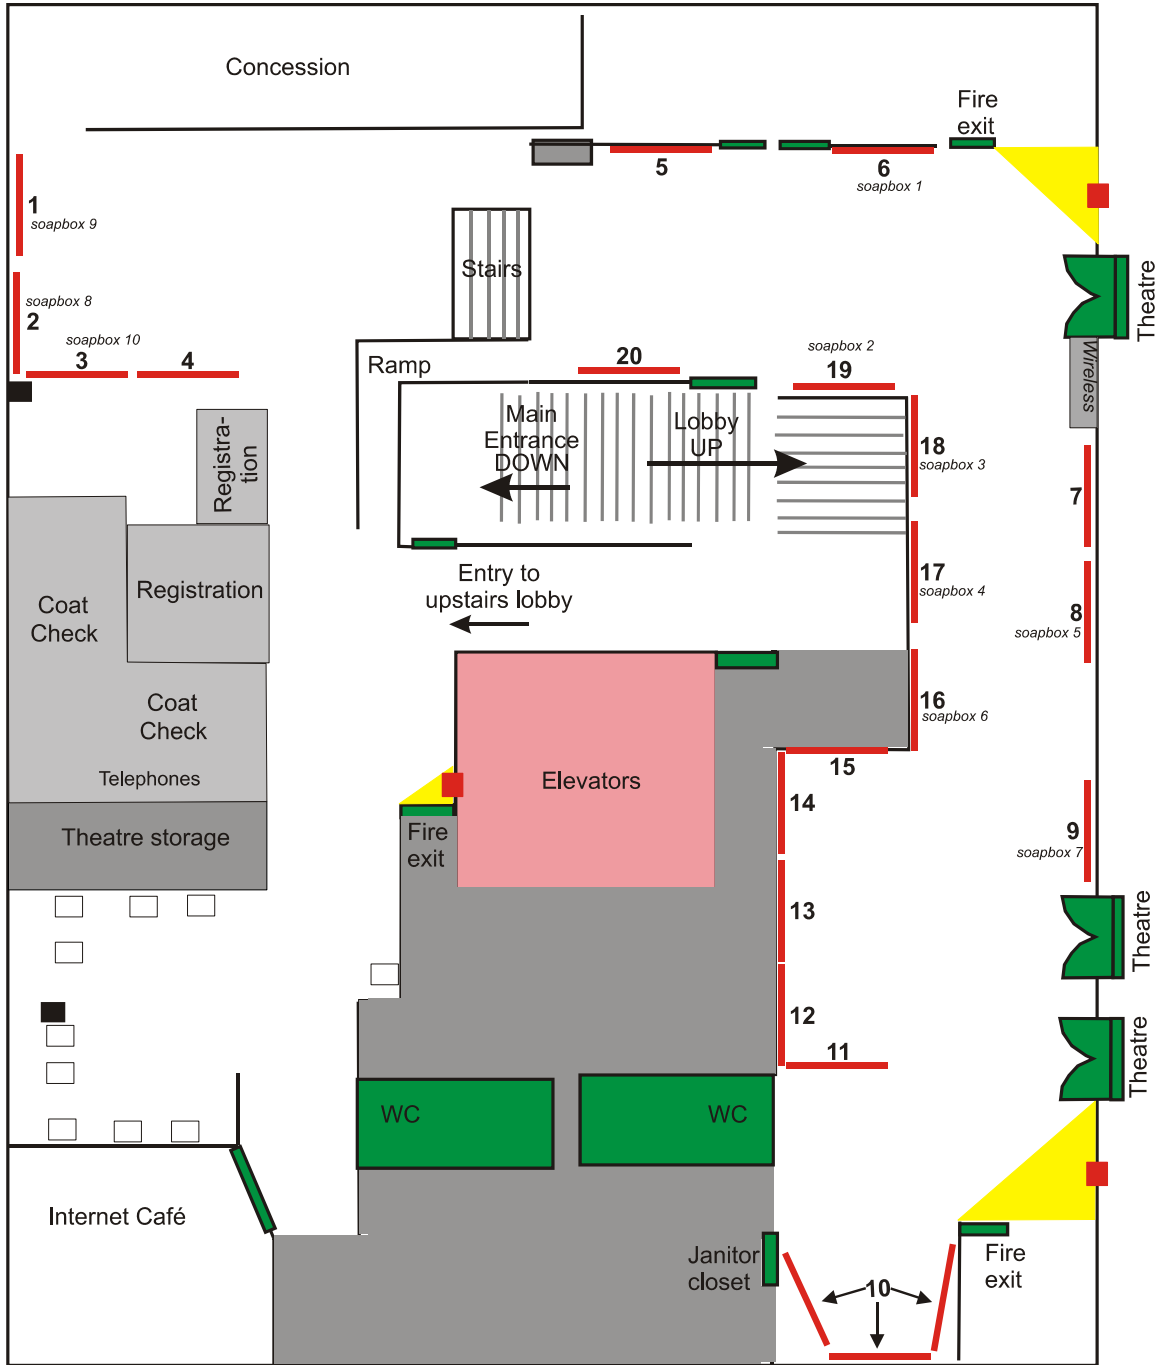 Concession
Fire
exit
5
6
soapbox 1
1
soapbox 9
Stairs
Theatre
soapbox 8
2
soapbox 10
3
4
Ramp
20
soapbox 2
19
Wireless
Main
Entrance
DOWN
Lobby
UP
18
soapbox 3
Registra-
tion
7
17
soapbox 4
Entry to
upstairs lobby
Registration
Coat
Check
8
soapbox 5
16
soapbox 6
Coat
Check
Telephones
Elevators
15
14
Theatre storage
Fire
exit
9
soapbox 7
13
Theatre
12
11
Theatre
WC
WC
Internet Café
Janitor
closet
10
Fire
exit